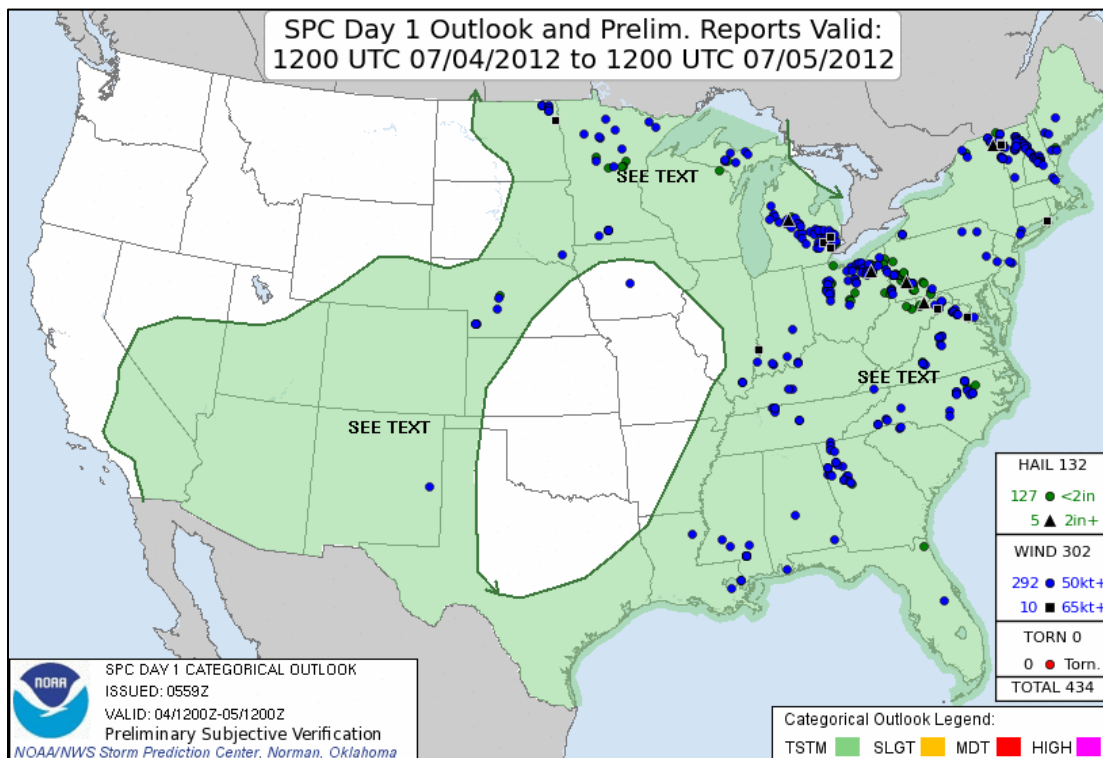 SPC Day 1 Outlook and Prelim. Reports Valid:
1200 UTC 07/04/2012 to 1200 UTC 07/05/2012
SEE TEXT
SEE TEXT
SEE TEXT
HAIL 132
127 <2in
5 2in+
WIND 302
292 50kt+
10 65kt+
TORN 0
0 Torn.
TOTAL 434
NOAA
SPC DAY 1 CATEGORICAL OUTLOOK
ISSUED: 0559Z
VALID: 04/1200Z-05/1200Z
Preliminary Subjective Verification
NOAA/NWS Storm Prediction Center, Norman, Oklahoma
Categorical Outlook Legend:
TSTM SLGT MDT HIGH